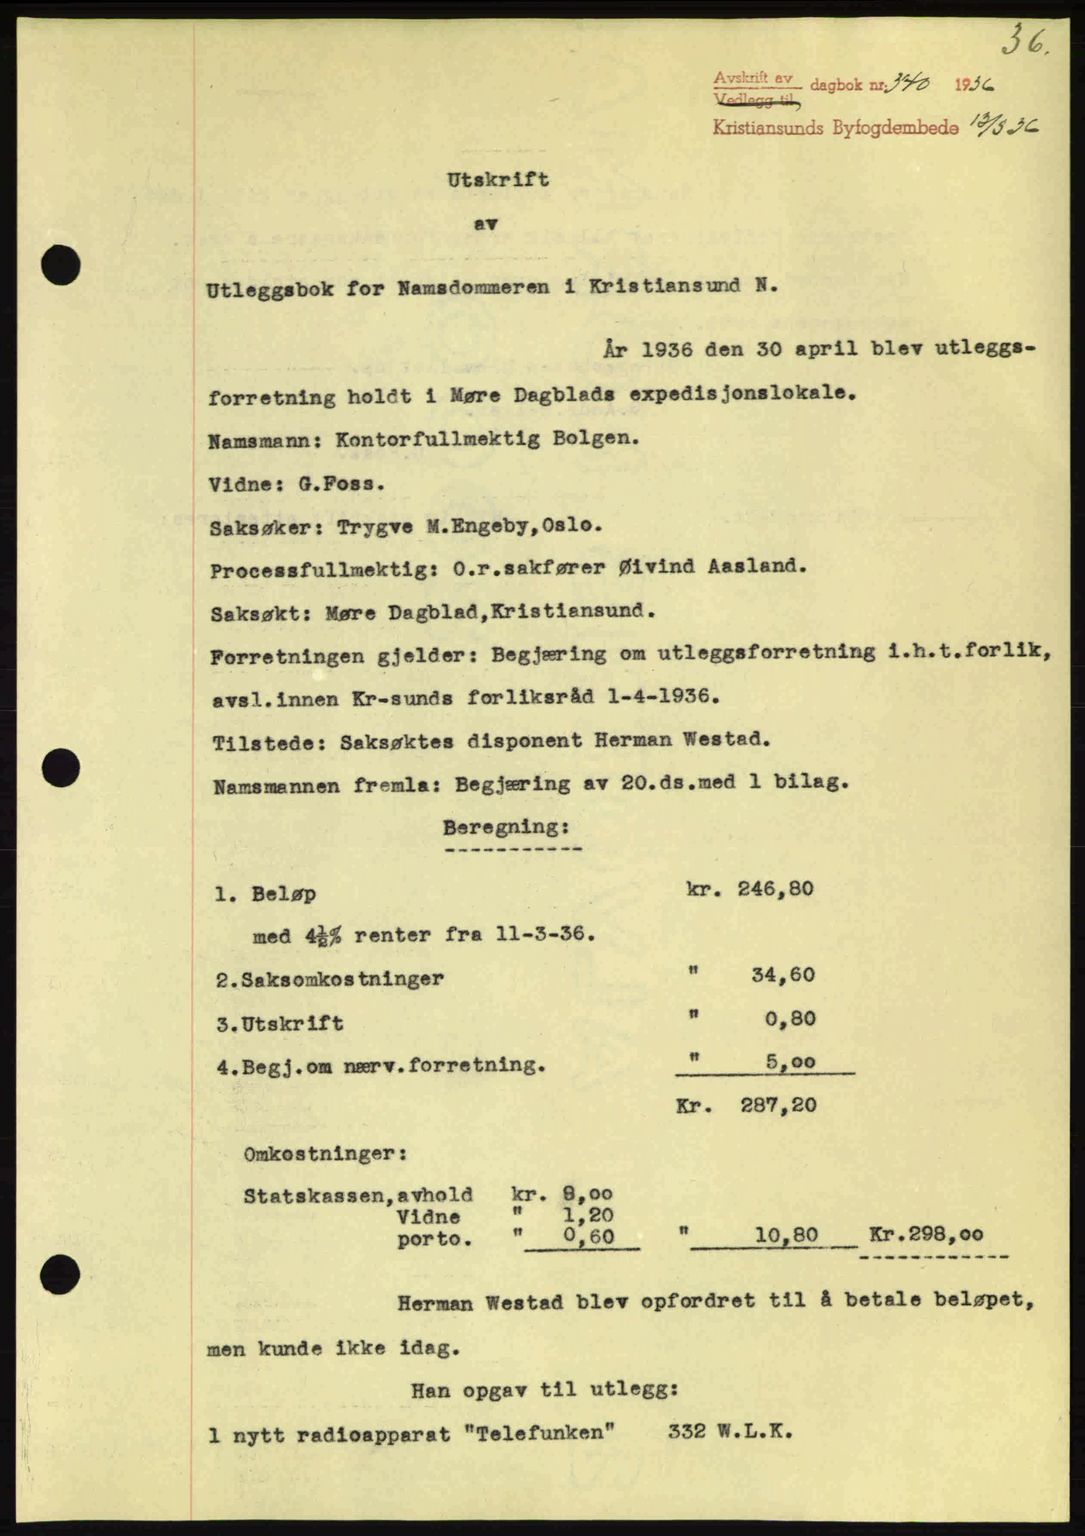 36.
Avskrift av
Vedlegg til,
dagbok nr. 340 1936
Kristiansunds Byfogdembede 13/5 36
Utskrift
av
Utleggsbok for Namsdommeren i Kristiansund N.
År 1936 den 30 april blev utleggs-
forretning holdt i Møre Dagblads expedisjonslokale.
Namsmann: Kontorfullmektig Bolgen.
Vidne: G.Foss.
Saksøker: Trygve M.Engeby,Oslo.
Processfullmektig: O.r.sakfører Øivind Aasland.
Saksøkt: Møre Dagblad,Kristiansund.
Forretningen gjelder: Begjæring om utleggsforretning i.h.t.forlik,
avsl.innen Kr-sunds forliksråd 1-4-1936.
Tilstede: Saksøktes disponent Herman Westad.
Namsmannen fremla: Begjæring av 20.ds.med 1 bilag.
Beregning:
-----------
1. Beløp kr. 246,80
med 4½% renter fra 11-3-36.
2.Saksomkostninger " 34,60
3.Utskrift " 0,80
4.Begj.om nærv.forretning. " 5,00
Kr. 287,20
Omkostninger:
Statskassen,avhold kr. 9,00
Vidne " 1,20
porto. " 0,60 " 10,80 Kr.298,00
Herman Westad blev opfordret til å betale beløpet,
men kunde ikke idag.
Han opgav til utlegg:
1 nytt radioapparat "Telefunken" 332 W.L.K.